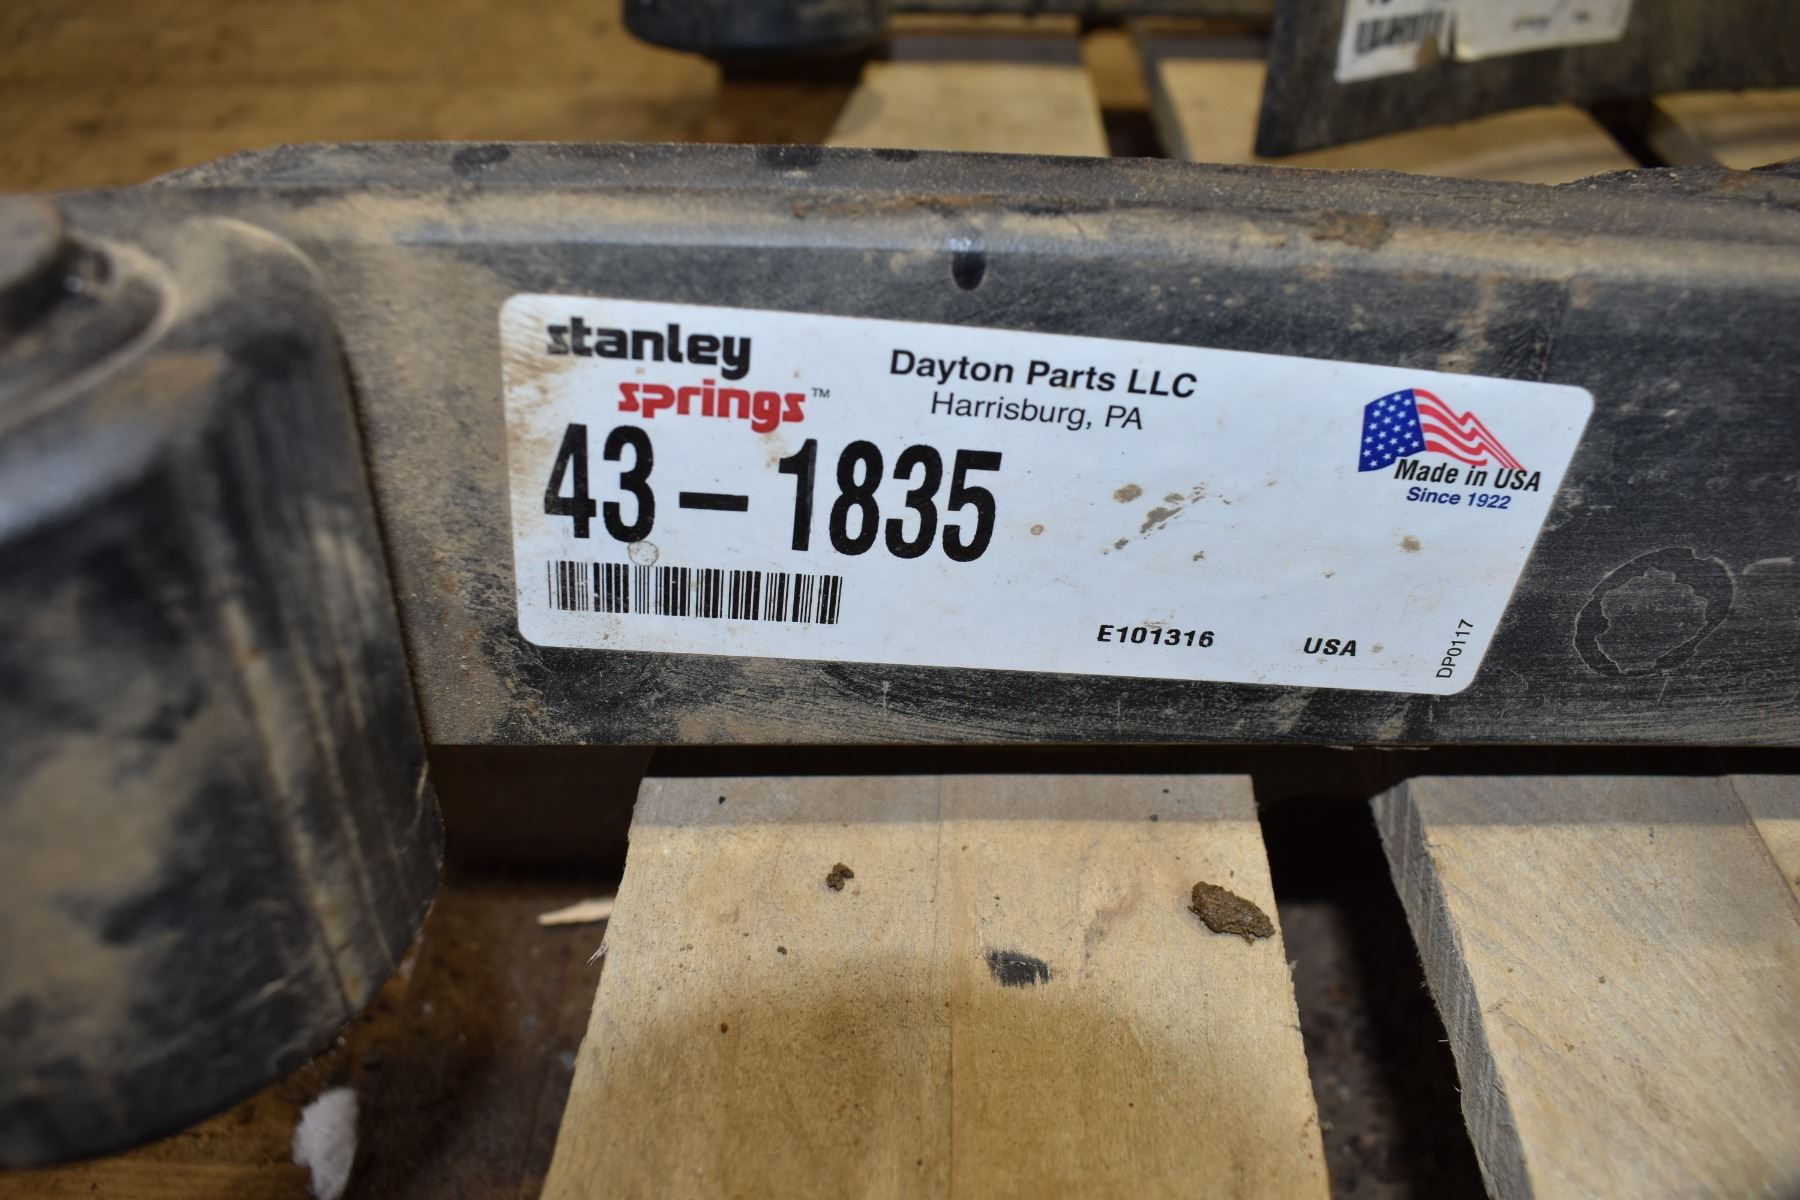 stanley
springs™
Dayton Parts LLC
Harrisburg, PA
43-1835
Made in USA
Since 1922
E101316
USA
DP0117